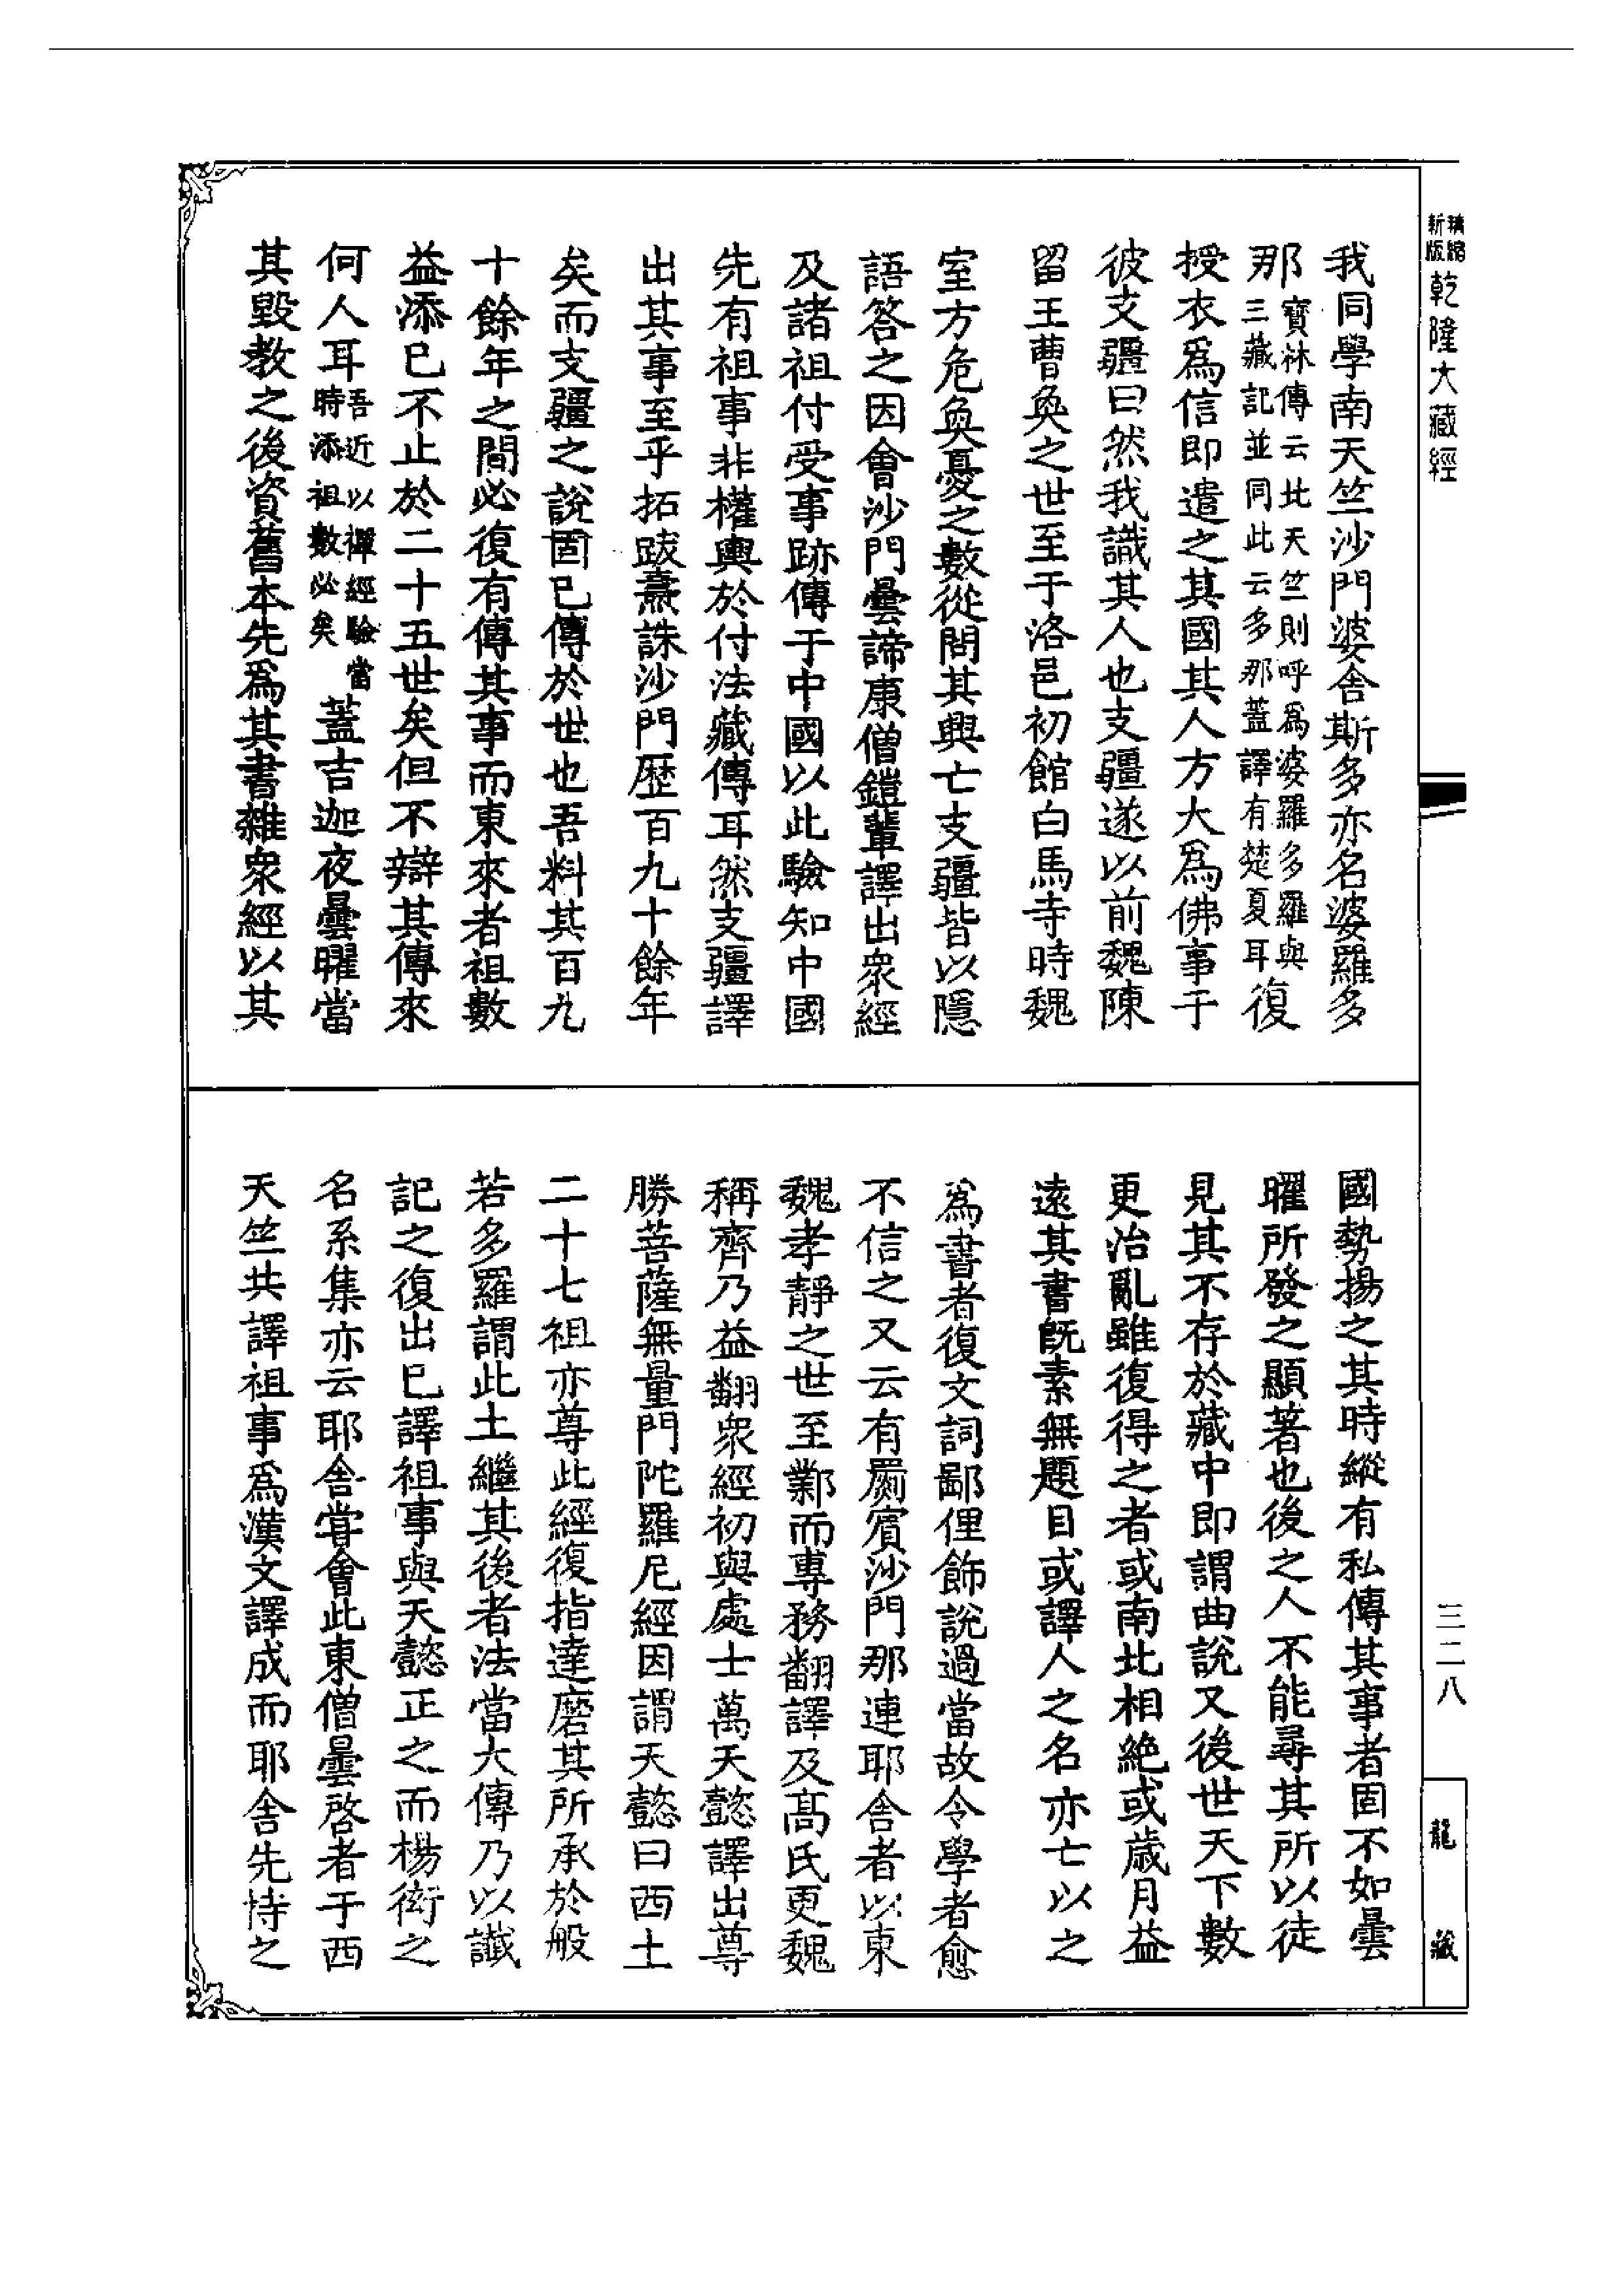 精縮新版乾隆大藏經
我同學南天竺沙門婆舍斯多亦名婆羅多
那寶林傳云北天竺則呼爲婆羅多羅與三藏記並同此云多那蓋譯有楚夏耳復
授衣爲信即遣之其國其人方大爲佛事于
彼支疆曰然我識其人也支疆遂以前魏陳
留王曹奐之世至于洛邑初館白馬寺時魏
室方危奐憂之數從問其興亡支疆皆以隱
語答之因會沙門曇諦康僧鎧輩譯出衆經
及諸祖付受事跡傳于中國以此驗知中國
先有祖事非權輿於付法藏傳耳然支疆譯
出其事至乎拓跋燾誅沙門歷百九十餘年
矣而支疆之說固已傳於世也吾料其百九
十餘年之間必復有傳其事而東來者祖數
益添已不止於二十五世矣但不辯其傳來
何人耳吾近以禪經驗當時添祖數必矣蓋吉迦夜曇曜當
其毀教之後資舊本先爲其書雜衆經以其
國勢揚之其時縱有私傳其事者固不如曇
曜所發之顯著也後之人不能尋其所以徒
見其不存於藏中即謂曲說又後世天下數
更治亂雖復得之者或南北相絕或歲月益
遠其書旣素無題目或譯人之名亦亡以之
爲書者復文詞鄙俚飾說過當故令學者愈
不信之又云有罽賓沙門那連耶舍者以東
魏孝靜之世至鄴而專務翻譯及高氏更魏
稱齊乃益翻衆經初與處士萬天懿譯出尊
勝菩薩無量門陀羅尼經因謂天懿曰西土
二十七祖亦尊此經復指達磨其所承於般
若多羅謂此土繼其後者法當大傳乃以讖
記之復出已譯祖事與天懿正之而楊衒之
名系集亦云耶舍嘗會此東僧曇啓者于西
天竺共譯祖事爲漢文譯成而耶舍先恃之
三二八
龍藏